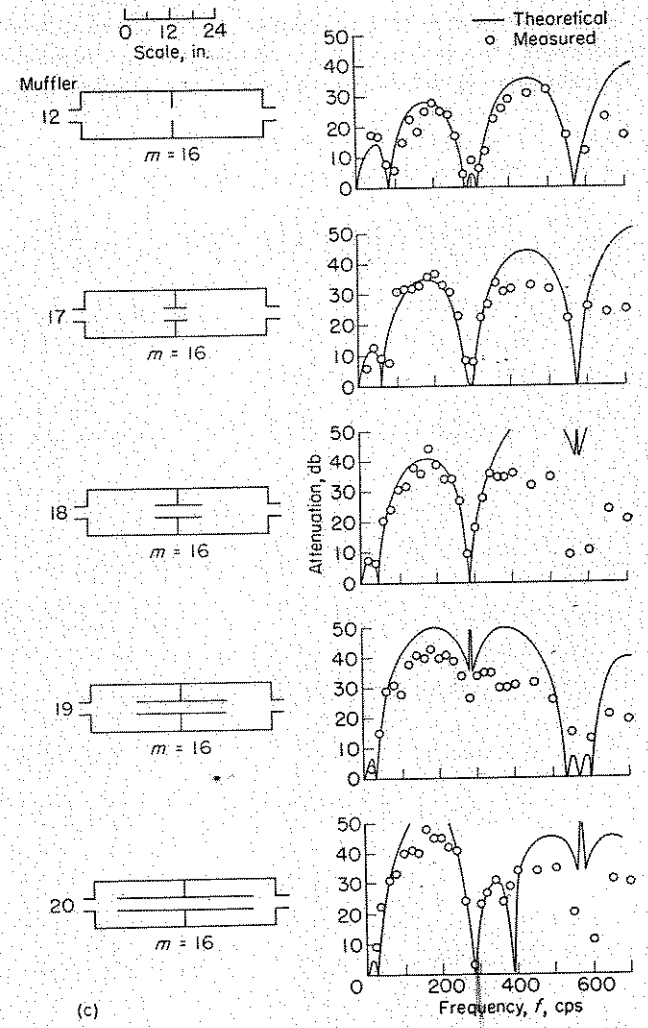 0 12 24
Scale, in.
— Theoretical
o Measured
Muffler
12
m = 16
50
40
30
20
10
0
17
m = 16
50
40
30
20
10
0
18
m = 16
Attenuation, db
50
40
30
20
10
0
19
m = 16
50
40
30
20
10
0
20
m = 16
50
40
30
20
10
0
0 200 400 600
Frequency, f, cps
(c)